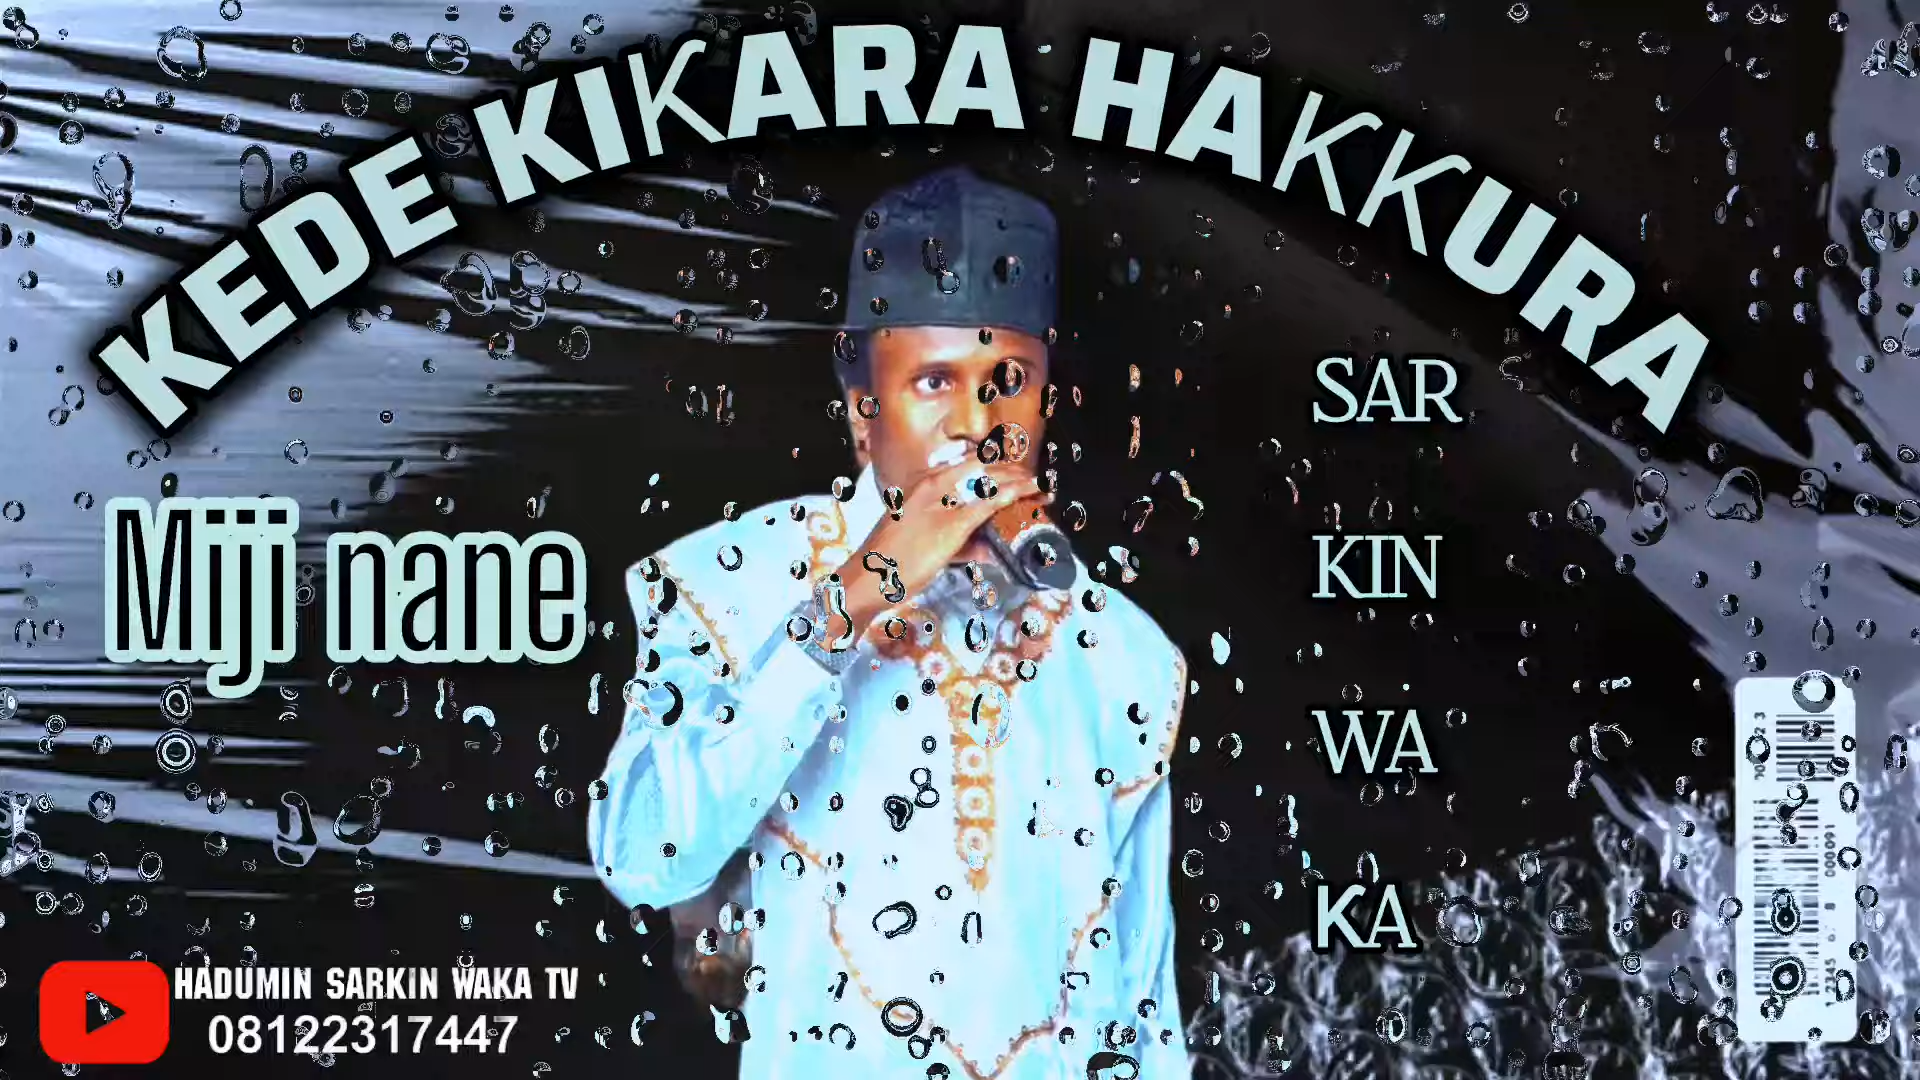 KEDE KIKARA HAKKURA
SAR
KIN
WA
KA
Miji nane
HADUMIN SARKIN WAKA TV
08122317447